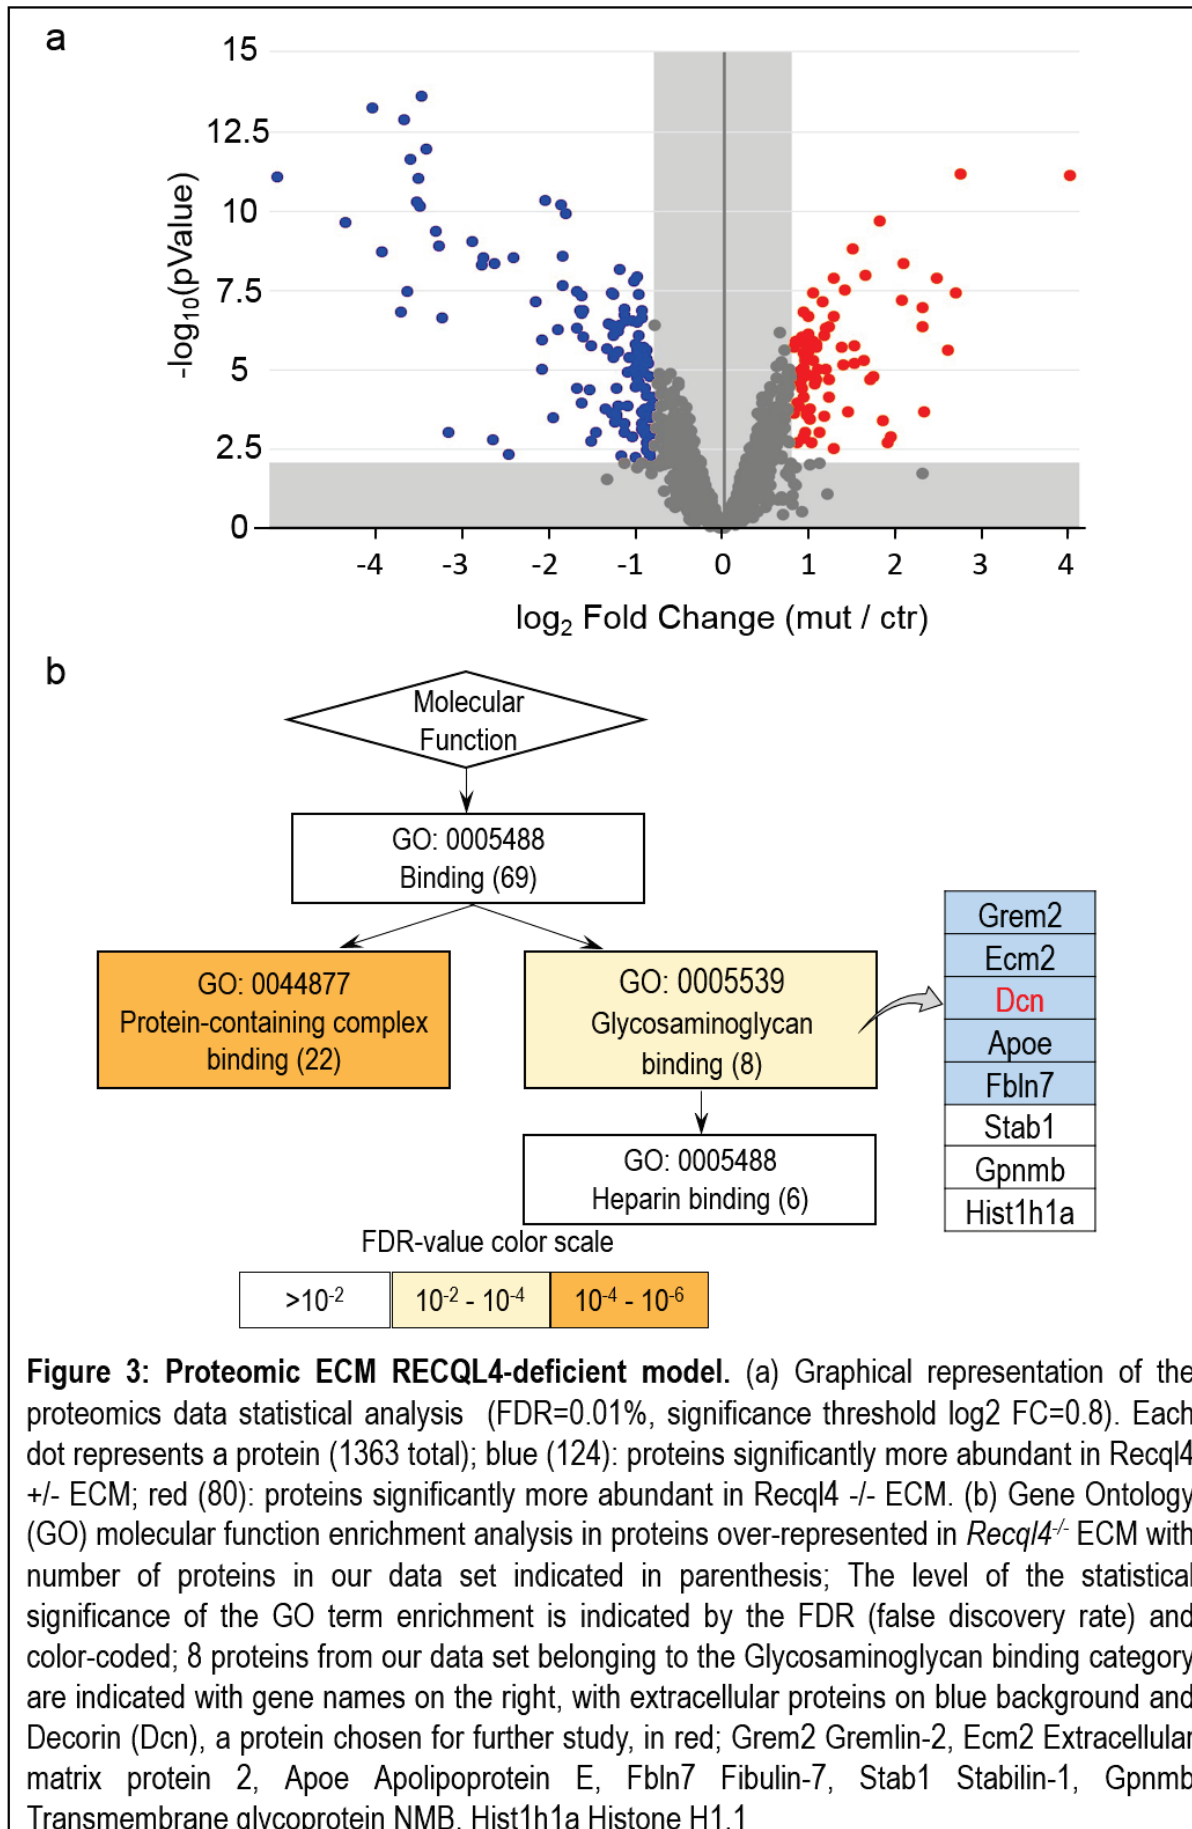 a
15
12.5
10
7.5
5
2.5
0
-log10(pValue)
-4 -3 -2 -1 0 1 2 3 4
log2 Fold Change (mut / ctr)
b
Molecular
Function
GO: 0005488
Binding (69)
GO: 0044877
Protein-containing complex
binding (22)
GO: 0005539
Glycosaminoglycan
binding (8)
GO: 0005488
Heparin binding (6)
Grem2
Ecm2
Dcn
Apoe
Fbln7
Stab1
Gpnmb
Hist1h1a
FDR-value color scale
>10-2 10-2 - 10-4 10-4 - 10-6
Figure 3: Proteomic ECM RECQL4-deficient model. (a) Graphical representation of the
proteomics data statistical analysis (FDR=0.01%, significance threshold log2 FC=0.8). Each
dot represents a protein (1363 total); blue (124): proteins significantly more abundant in Recql4
+/- ECM; red (80): proteins significantly more abundant in Recql4 -/- ECM. (b) Gene Ontology
(GO) molecular function enrichment analysis in proteins over-represented in Recql4-/- ECM with
number of proteins in our data set indicated in parenthesis; The level of the statistical
significance of the GO term enrichment is indicated by the FDR (false discovery rate) and
color-coded; 8 proteins from our data set belonging to the Glycosaminoglycan binding category
are indicated with gene names on the right, with extracellular proteins on blue background and
Decorin (Dcn), a protein chosen for further study, in red; Grem2 Gremlin-2, Ecm2 Extracellular
matrix protein 2, Apoe Apolipoprotein E, Fbln7 Fibulin-7, Stab1 Stabilin-1, Gpnmb
Transmembrane glycoprotein NMB, Hist1h1a Histone H1.1